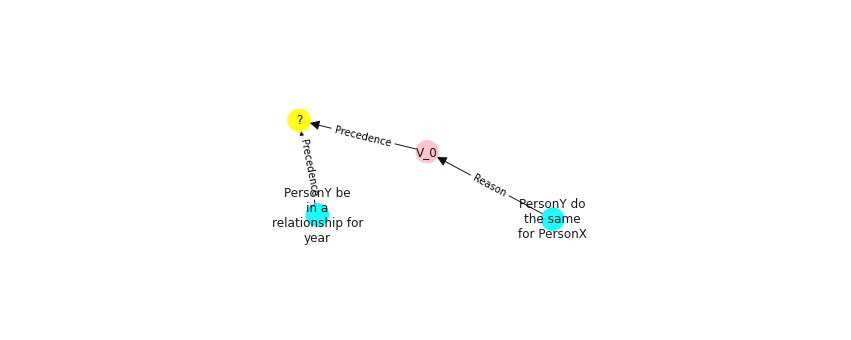 ?
Precedence
V_0
Precedence
Reason
PersonY be
in a
relationship for
year
PersonY do
the same
for PersonX